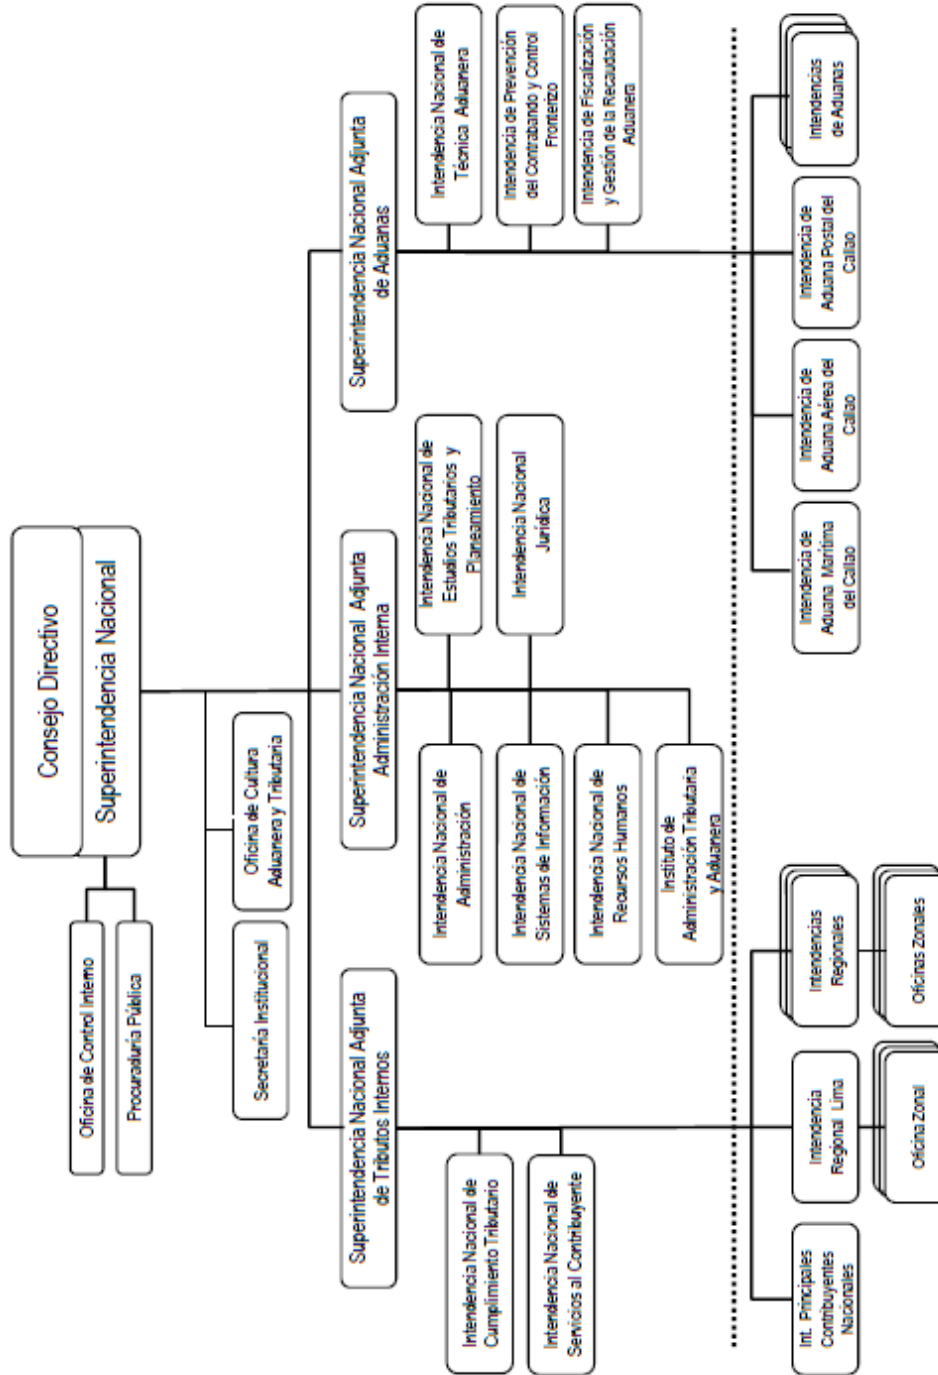 Consejo Directivo
Superintendencia Nacional
Oficina de Control Interno
Procuraduría Pública
Secretaría Institucional
Oficina de Cultura
Aduanera y Tributaria
Superintendencia Nacional Adjunta
de Tributos Internos
Superintendencia Nacional Adjunta
Administración Interna
Superintendencia Nacional Adjunta
de Aduanas
Intendencia Nacional de
Cumplimiento Tributario
Intendencia Nacional de
Servicios al Contribuyente
Intendencia Nacional de
Administración
Intendencia Nacional de
Sistemas de Información
Intendencia Nacional de
Recursos Humanos
Instituto de
Administración Tributaria
y Aduanera
Intendencia Nacional de
Estudios Tributarios y
Planeamiento
Intendencia Nacional
Jurídica
Intendencia Nacional de
Técnica Aduanera
Intendencia de Prevención
del Contrabando y Control
Fronterizo
Intendencia de Fiscalización
y Gestión de la Recaudación
Aduanera
Int. Principales
Contribuyentes
Nacionales
Intendencia
Regional Lima
Intendencias
Regionales
Oficina Zonal
Oficinas Zonales
Intendencia de
Aduana Marítima
del Callao
Intendencia de
Aduana Aérea del
Callao
Intendencia de
Aduana Postal del
Callao
Intendencias
de Aduanas